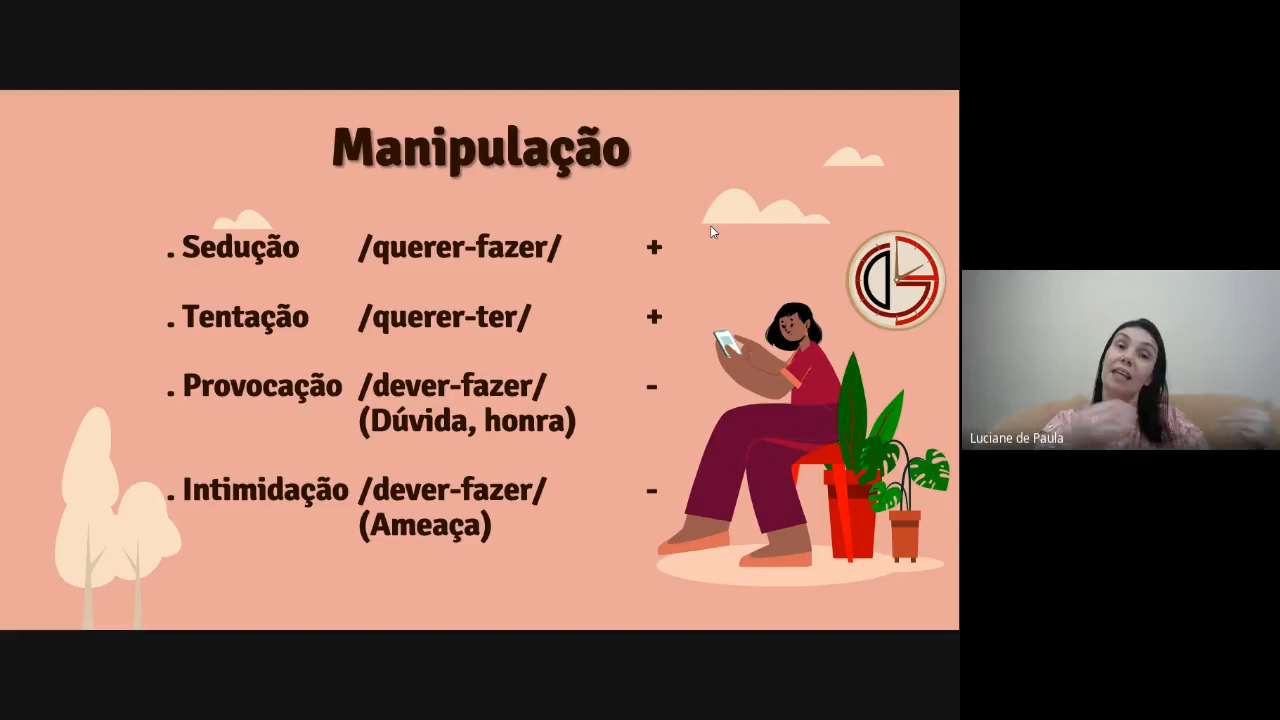 Manipulação
. Sedução /querer-fazer/ +
. Tentação /querer-ter/ +
. Provocação /dever-fazer/ -
(Dúvida, honra)
. Intimidação /dever-fazer/ -
(Ameaça)
Luciane de Paula